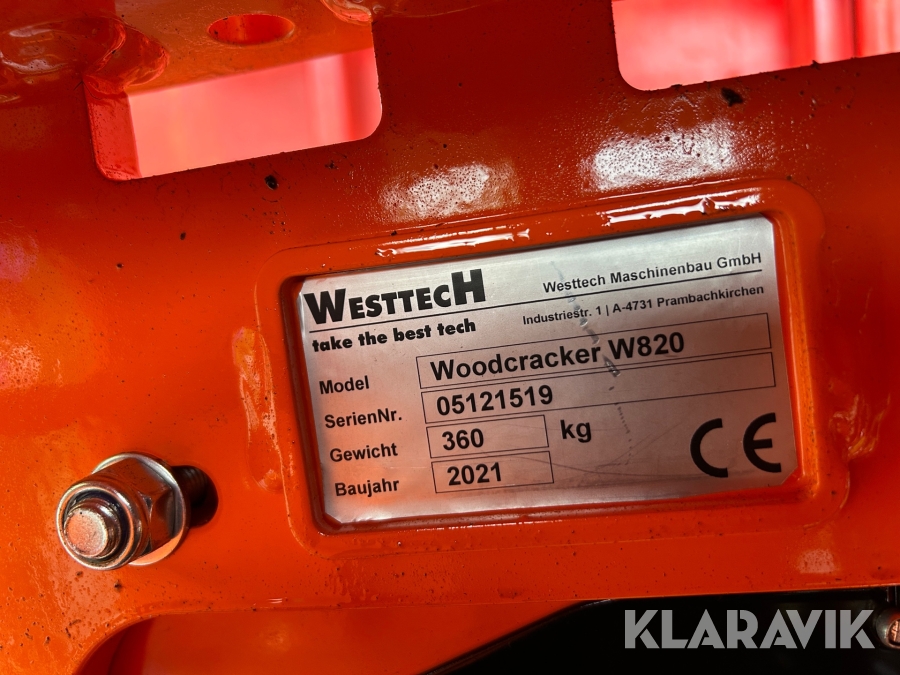 WESTTECH
take the best tech
Westtech Maschinenbau GmbH
Industriestr. 1 | A-4731 Prambachkirchen
Model Woodcracker W820
SerienNr. 05121519
Gewicht 360 kg
Baujahr 2021
CE
KLARAVIK